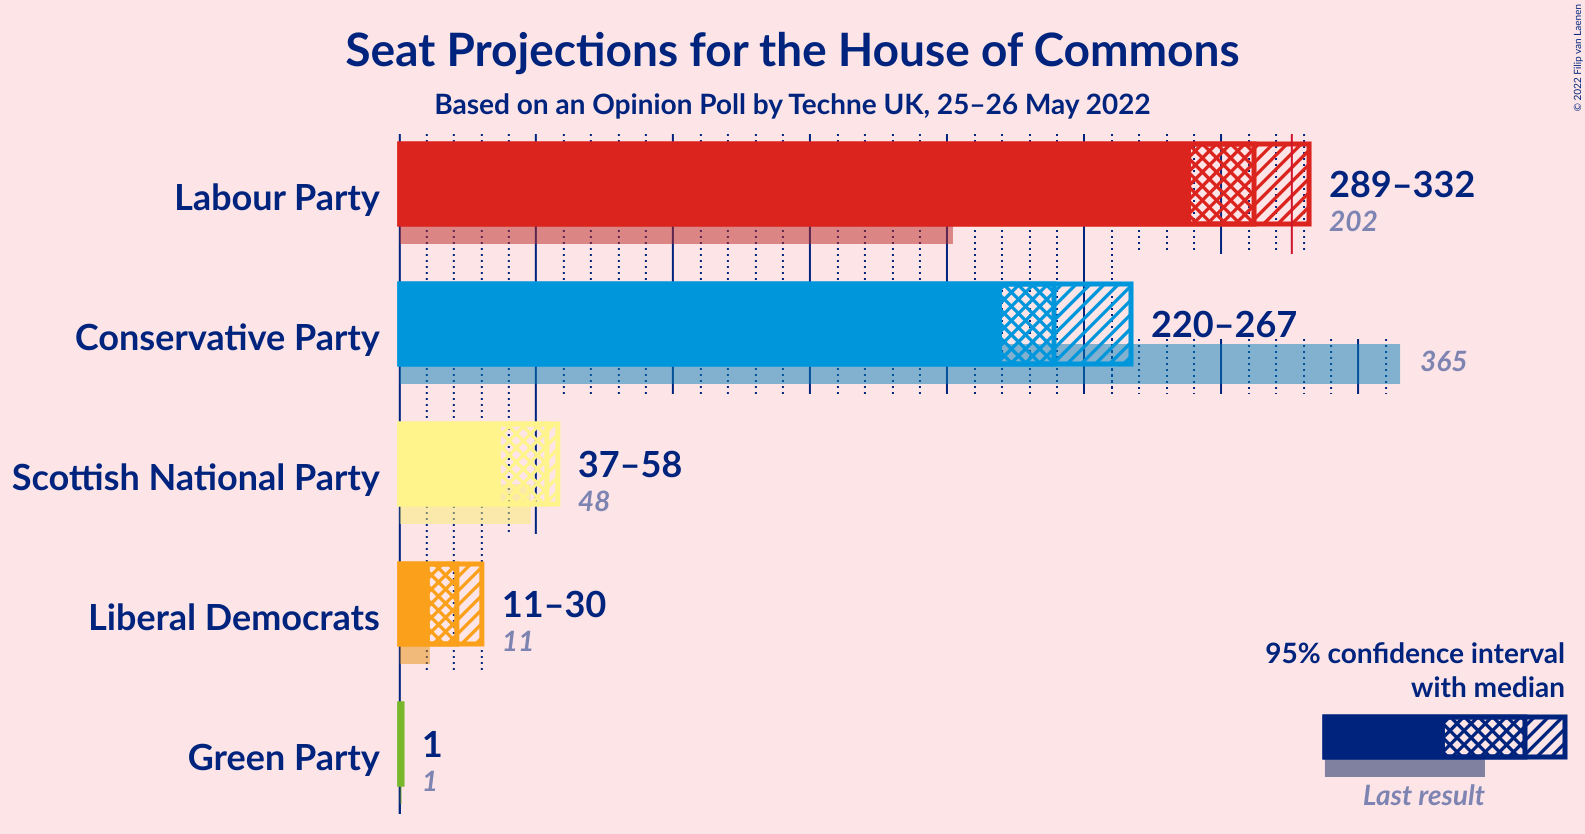 Seat Projections for the House of Commons
Based on an Opinion Poll by Techne UK, 25–26 May 2022
© 2022 Filip van Laenen
Labour Party
289–332
202
Conservative Party
220–267
365
Scottish National Party
37–58
48
Liberal Democrats
11–30
11
Green Party
1
1
95% confidence interval
with median
Last result